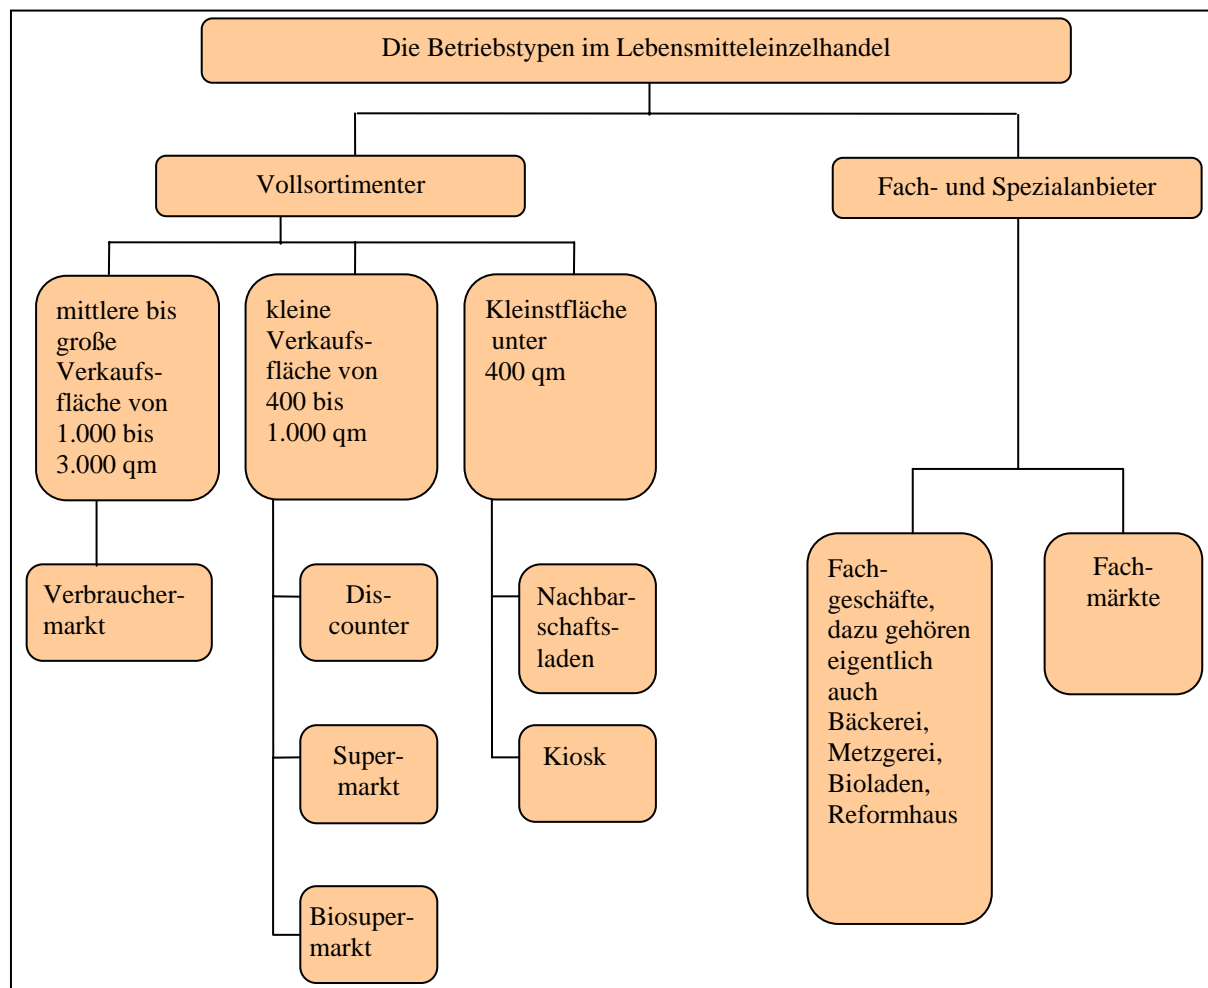 Die Betriebstypen im Lebensmitteleinzelhandel
Vollsortimenter
Fach- und Spezialanbieter
mittlere bis
große
Verkaufs-
fläche von
1.000 bis
3.000 qm
kleine
Verkaufs-
fläche von
400 bis
1.000 qm
Kleinstfläche
unter
400 qm
Verbraucher-
markt
Dis-
counter
Super-
markt
Biosuper-
markt
Nachbar-
schafts-
laden
Kiosk
Fach-
geschäfte,
dazu gehören
eigentlich
auch
Bäckerei,
Metzgerei,
Bioladen,
Reformhaus
Fach-
märkte